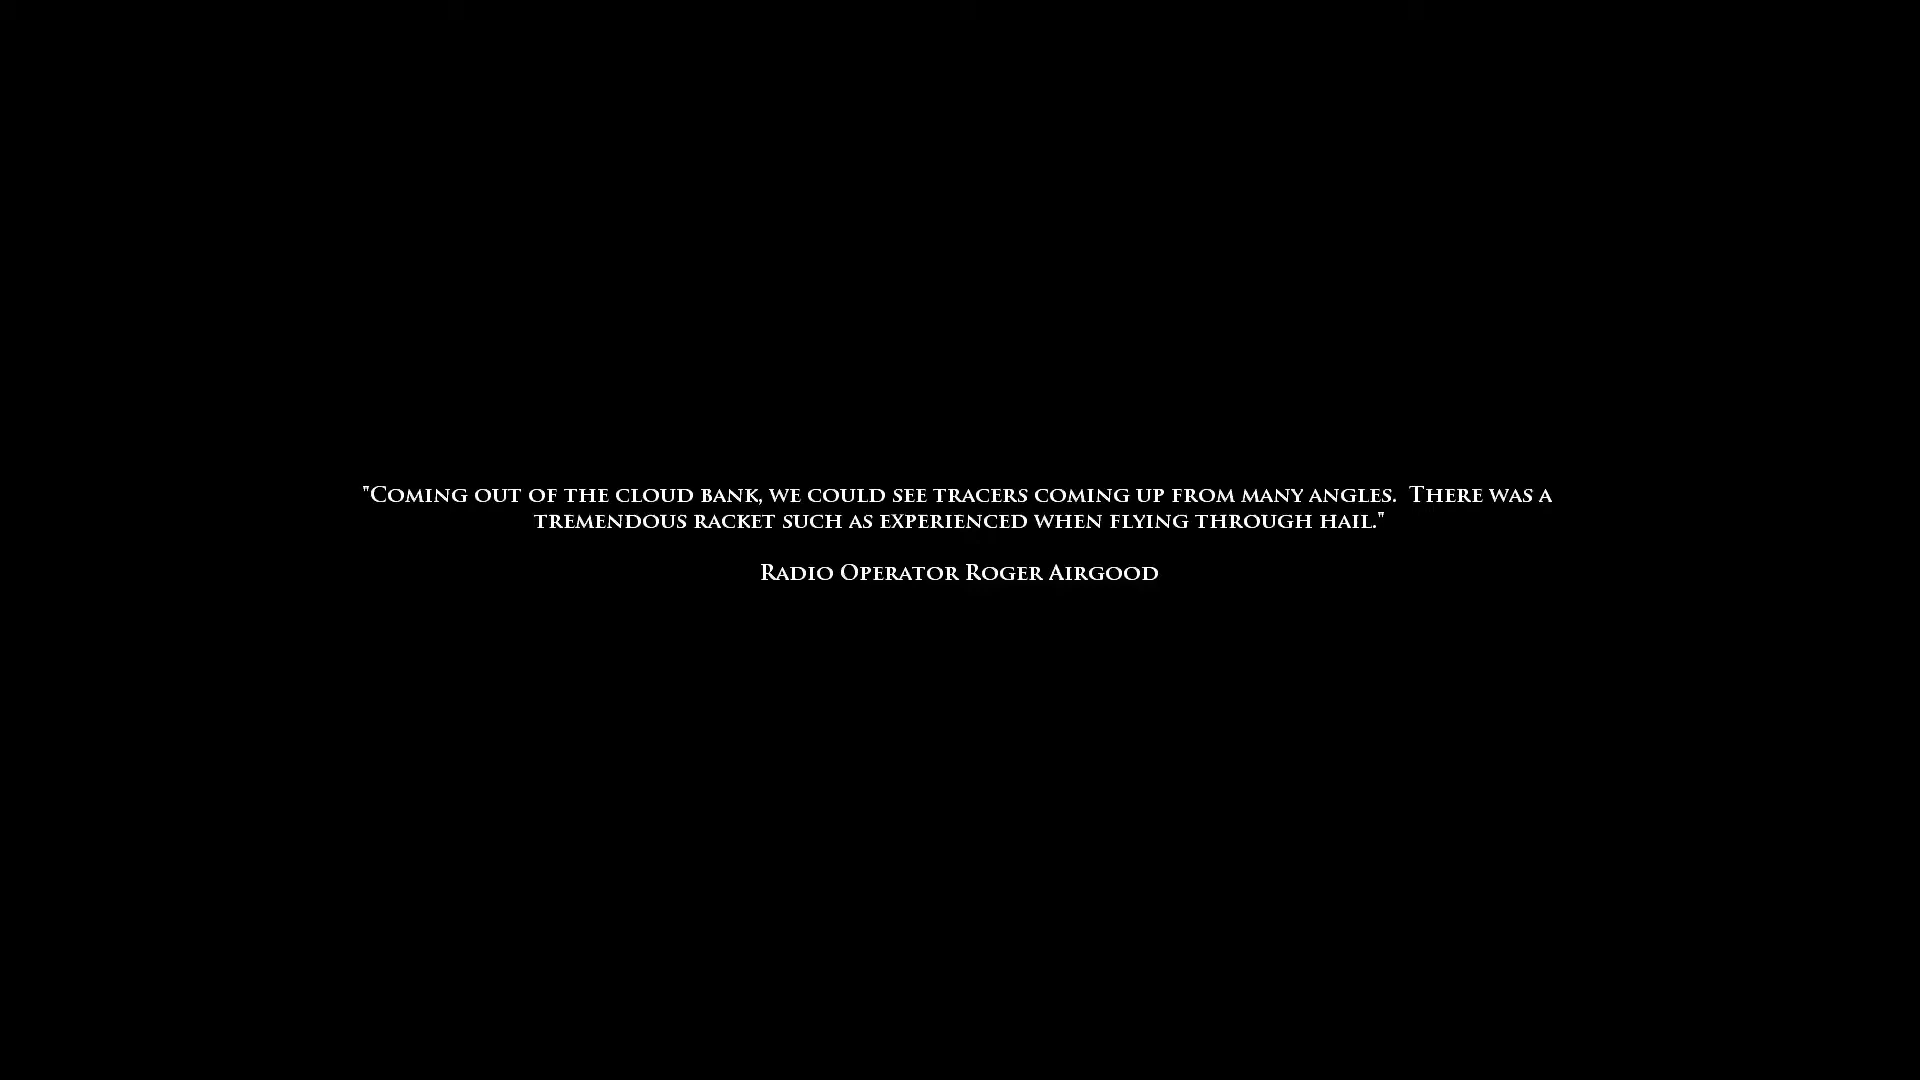 "Coming out of the cloud bank, we could see tracers coming up from many angles.  There was a
tremendous racket such as experienced when flying through hail."
Radio Operator Roger Airgood